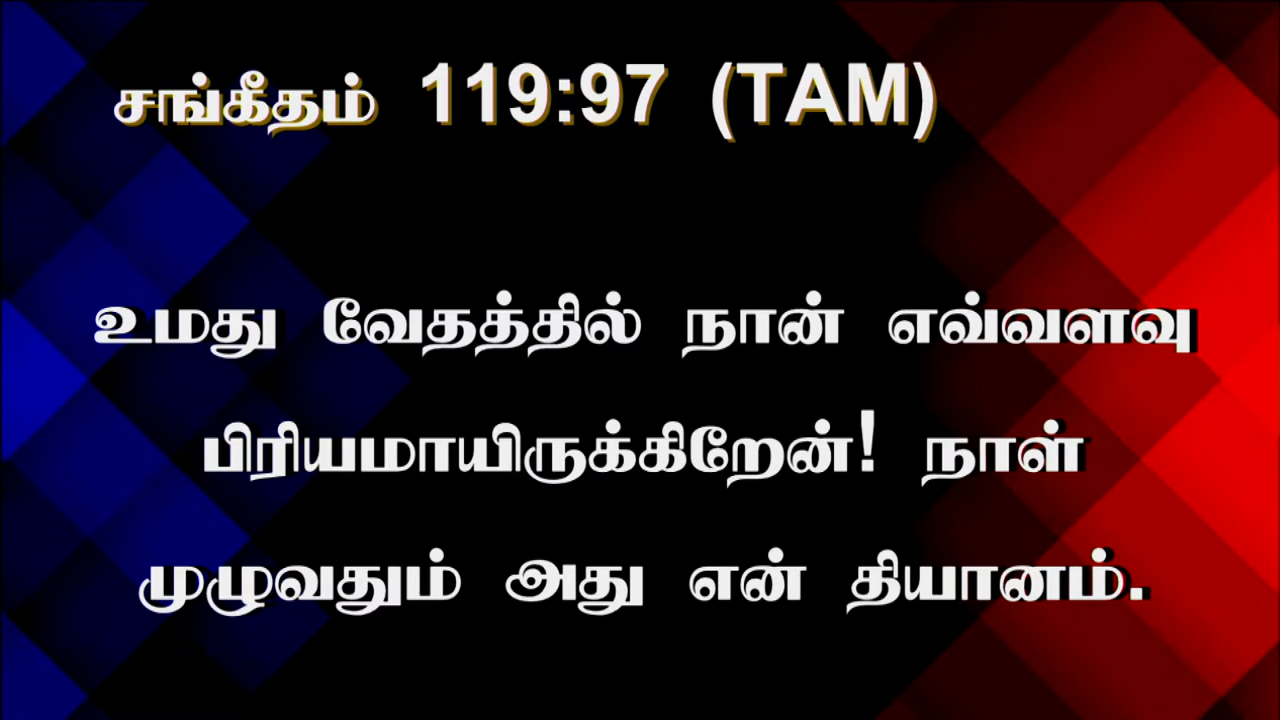 சங்கீதம் 119:97 (TAM)
உமது வேதத்தில் நான் எவ்வளவு
பிரியமாயிருக்கிறேன்! நாள்
முழுவதும் அது என் தியானம்.